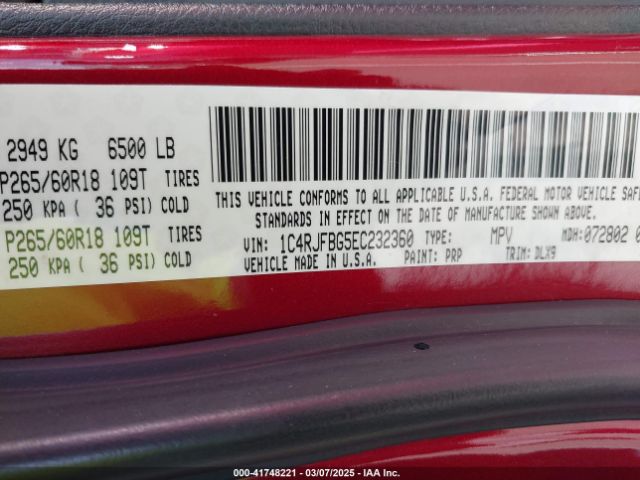 2949 KG 6500 LB
P265/60R18 109T TIRES
250 KPA ( 36 PSI) COLD
P265/60R18 109T TIRES
250 KPA ( 36 PSI) COLD
THIS VEHICLE CONFORMS TO ALL APPLICABLE U.S.A. FEDERAL MOTOR VEHICLE SAFE
STANDARDS IN EFFECT ON THE DATE OF MANUFACTURE SHOWN ABOVE.
VIN: 1C4RJFBG5EC232360 TYPE: MPV MDH:072802 0
VEHICLE MADE IN U.S.A. PAINT: PRP TRIM: DLX9
000-41748221 | 03/07/2025 - IAA Inc.